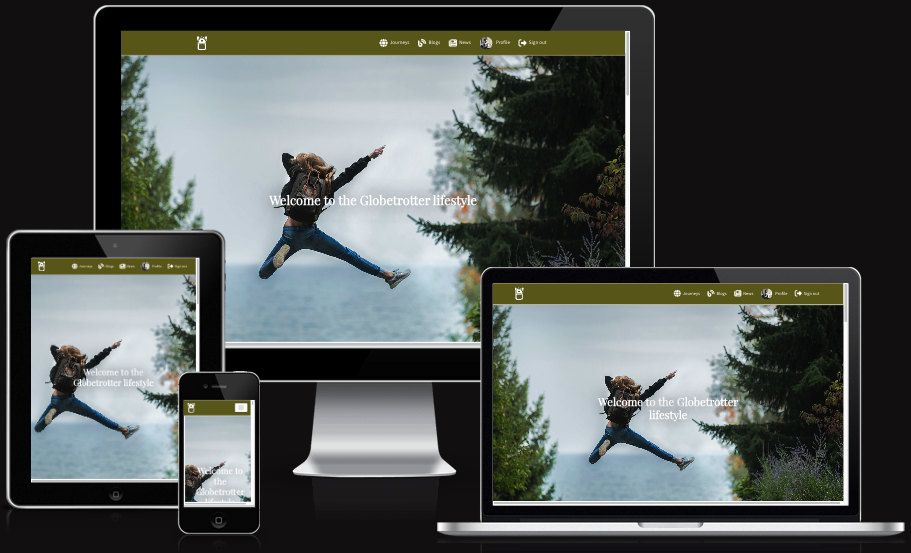 Journeys Blogs News Profile Sign out
Welcome to the Globetrotter lifestyle
Journeys Blogs News Profile Sign out
Welcome to the
Globetrotter lifestyle
Welcome to
the
Globetrotter
lifestyle
Journeys Blogs News Profile Sign out
Welcome to the Globetrotter
lifestyle